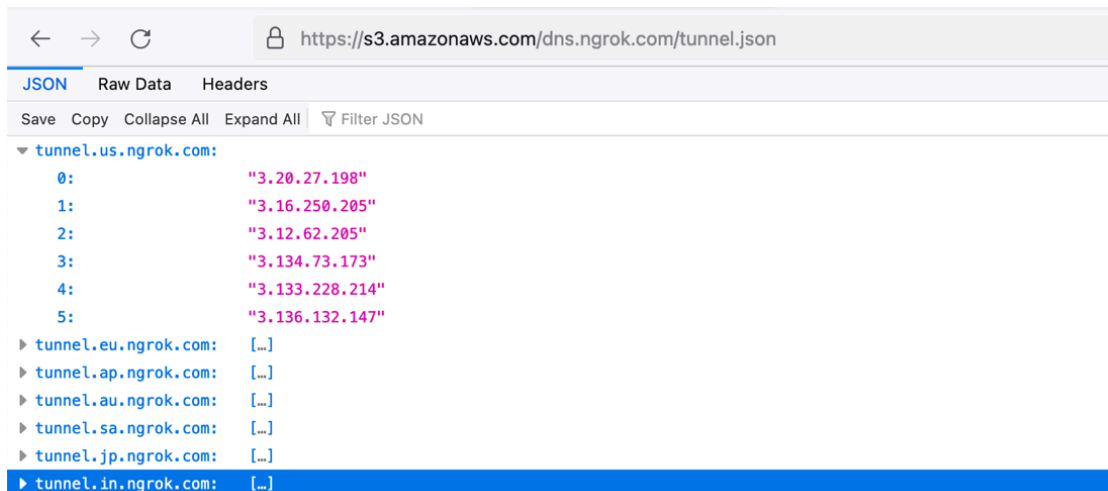 https://s3.amazonaws.com/dns.ngrok.com/tunnel.json
JSON Raw Data Headers
Save Copy Collapse All Expand All Filter JSON
tunnel.us.ngrok.com:
0: "3.20.27.198"
1: "3.16.250.205"
2: "3.12.62.205"
3: "3.134.73.173"
4: "3.133.228.214"
5: "3.136.132.147"
tunnel.eu.ngrok.com: […]
tunnel.ap.ngrok.com: […]
tunnel.au.ngrok.com: […]
tunnel.sa.ngrok.com: […]
tunnel.jp.ngrok.com: […]
tunnel.in.ngrok.com: […]